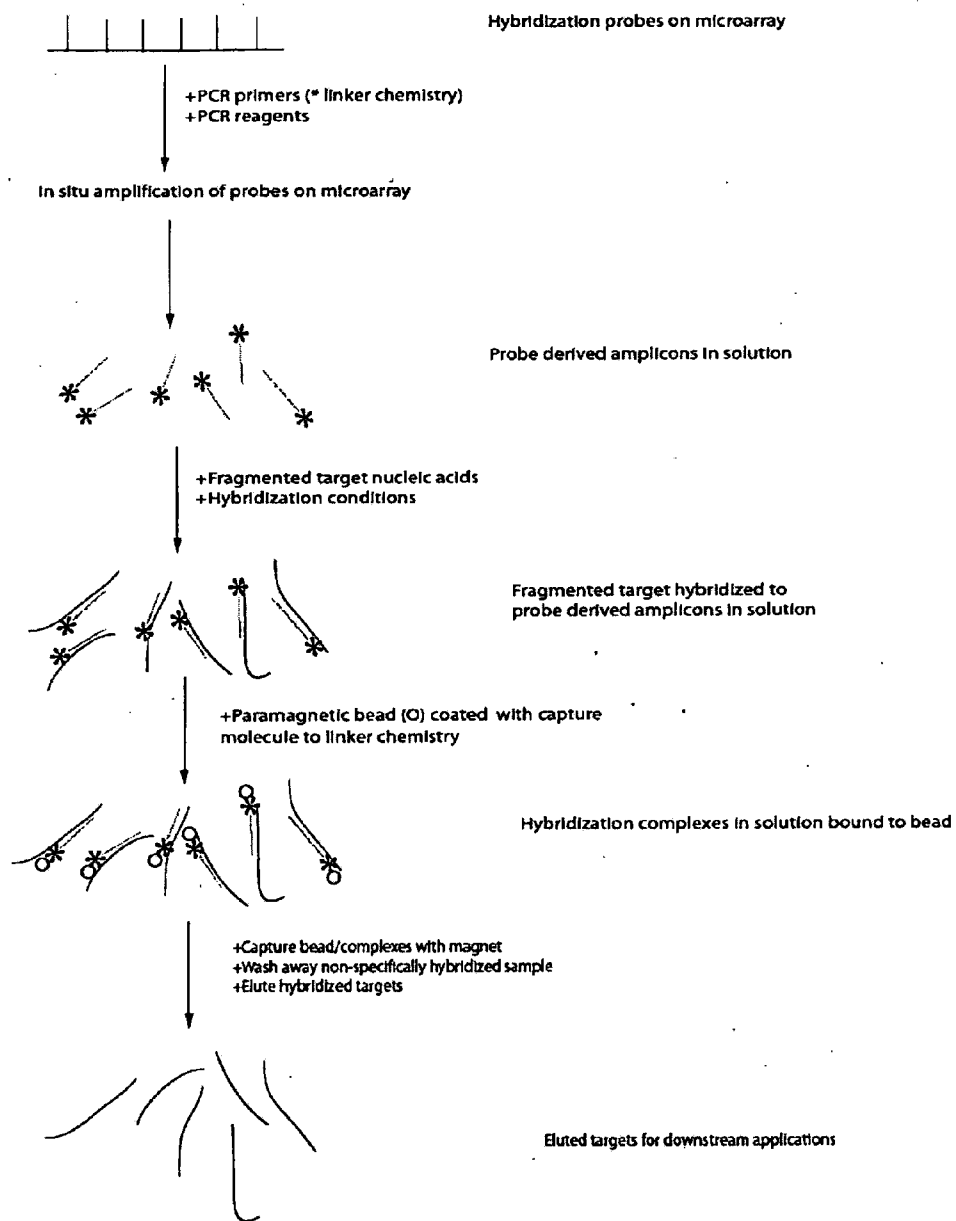 Hybridization probes on microarray
+PCR primers (* linker chemistry)
+PCR reagents
In situ amplification of probes on microarray
Probe derived amplicons in solution
+Fragmented target nucleic acids
+Hybridization conditions
Fragmented target hybridized to
probe derived amplicons in solution
+Paramagnetic bead (O) coated with capture
molecule to linker chemistry
Hybridization complexes in solution bound to bead
+Capture bead/complexes with magnet
+Wash away non-specifically hybridized sample
+Elute hybridized targets
Eluted targets for downstream applications